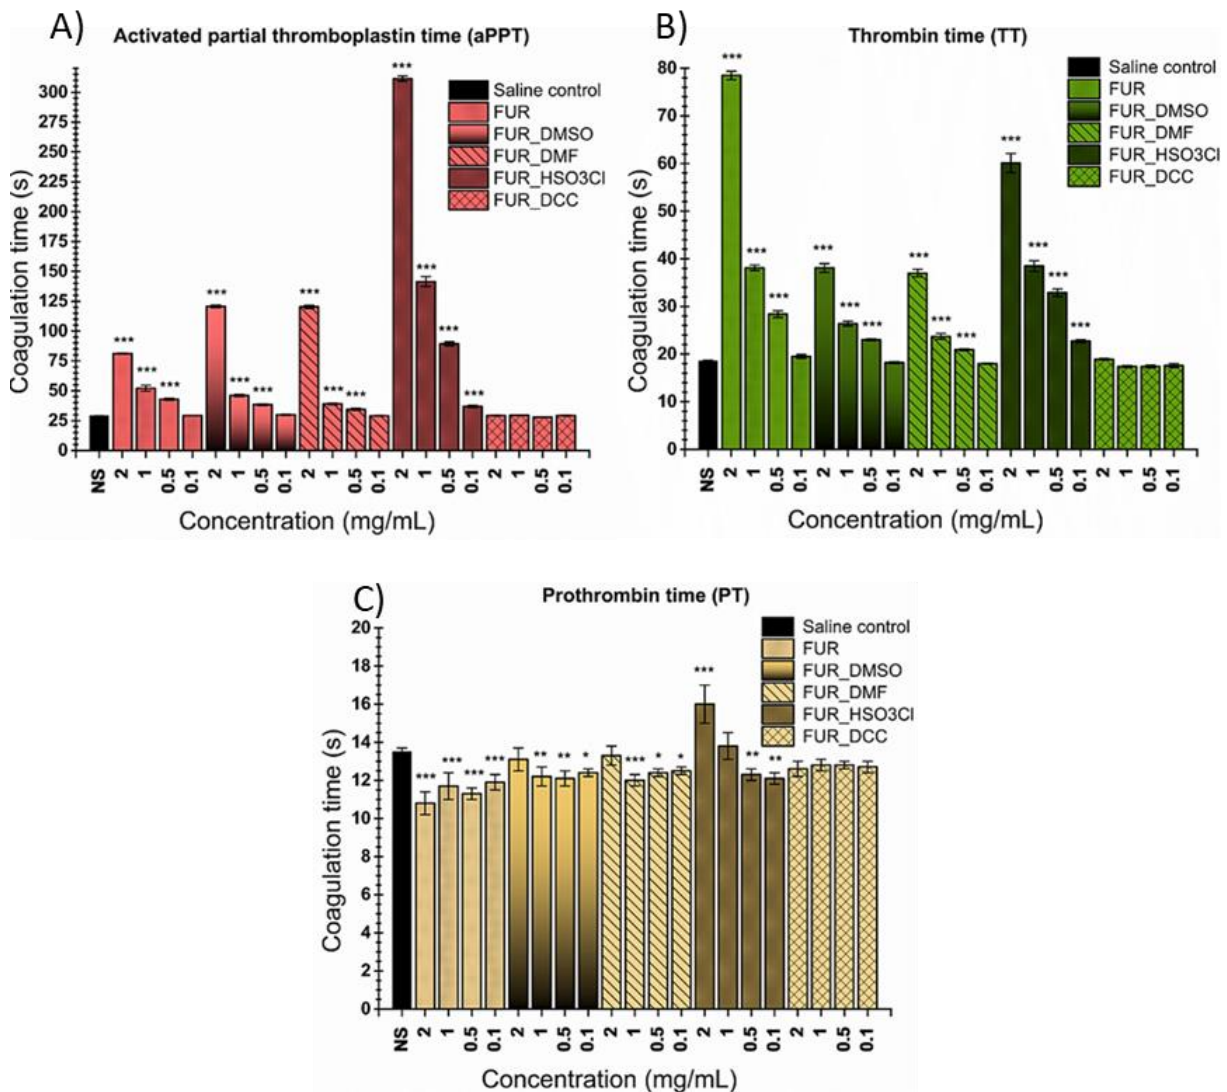 A)
Activated partial thromboplastin time (aPPT)
Coagulation time (s)
300
275
250
225
200
175
150
125
100
75
50
25
0
Saline control
FUR
FUR_DMSO
FUR_DMF
FUR_HSO3Cl
FUR_DCC
*** *** *** *** *** *** *** *** *** *** *** *** ***
NS 2 1 0.5 0.1 2 1 0.5 0.1 2 1 0.5 0.1 2 1 0.5 0.1 2 1 0.5 0.1
Concentration (mg/mL)
B)
Thrombin time (TT)
Coagulation time (s)
80
70
60
50
40
30
20
10
0
Saline control
FUR
FUR_DMSO
FUR_DMF
FUR_HSO3Cl
FUR_DCC
*** *** *** *** *** *** *** *** *** *** *** *** ***
NS 2 1 0.5 0.1 2 1 0.5 0.1 2 1 0.5 0.1 2 1 0.5 0.1 2 1 0.5 0.1
Concentration (mg/mL)
C)
Prothrombin time (PT)
Coagulation time (s)
20
18
16
14
12
10
8
6
4
2
0
Saline control
FUR
FUR_DMSO
FUR_DMF
FUR_HSO3Cl
FUR_DCC
*** *** *** *** ** ** * *** * * *** ** **
NS 2 1 0.5 0.1 2 1 0.5 0.1 2 1 0.5 0.1 2 1 0.5 0.1 2 1 0.5 0.1
Concentration (mg/mL)